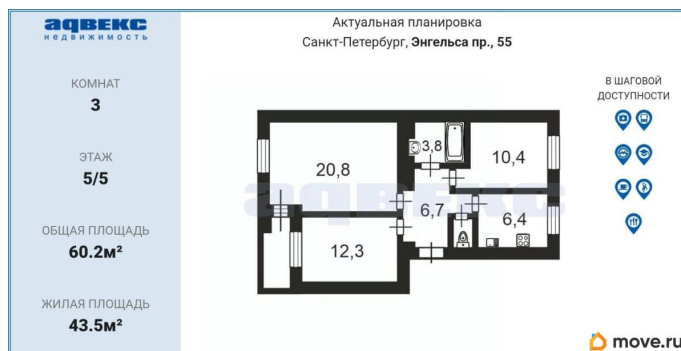 адвекс
недвижимость
КОМНАТ
3
ЭТАЖ
5/5
ОБЩАЯ ПЛОЩАДЬ
60.2м²
ЖИЛАЯ ПЛОЩАДЬ
43.5м²
Актуальная планировка
Санкт-Петербург, Энгельса пр., 55
20,8
3,8
10,4
адвекс
6,7
6,4
12,3
В ШАГОВОЙ
ДОСТУПНОСТИ
move.ru